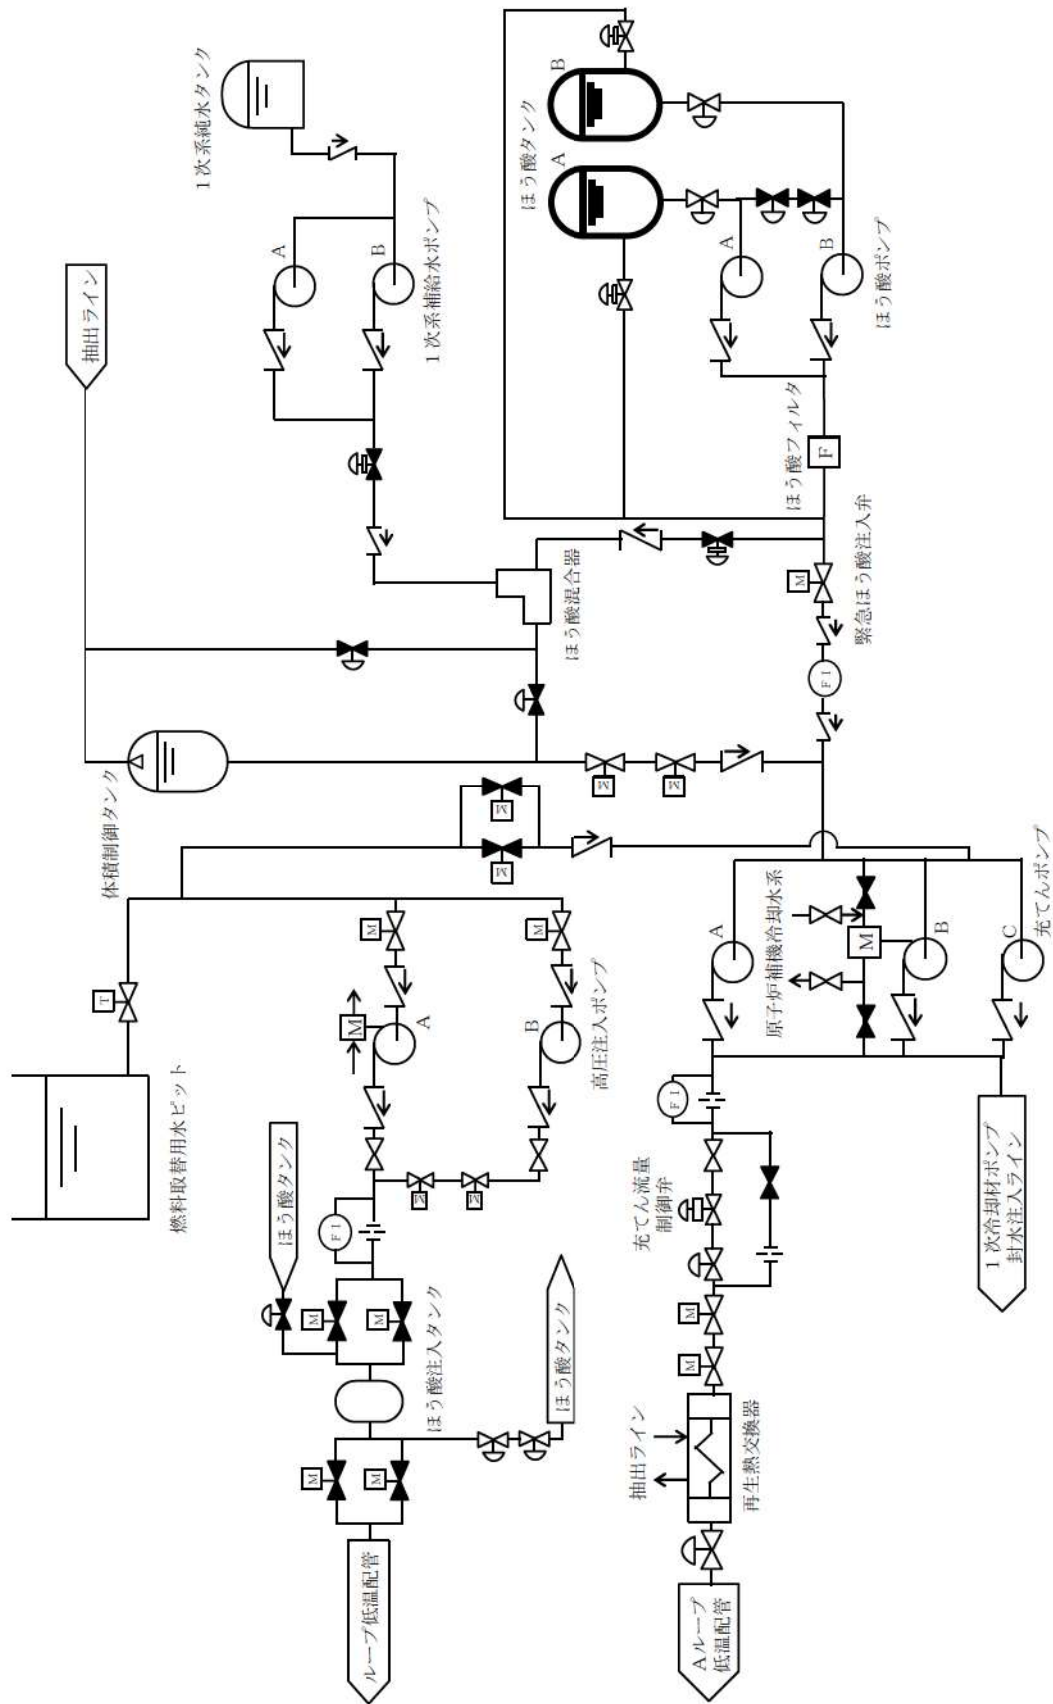 ループ低温配管
M
M
ほう酸注入タンク
M
M
ほう酸タンク
ほう酸タンク
FI
M
M
A
M
M
B
M
高圧注入ポンプ
燃料取替用水ピット
T
体積制御タンク
M
M
M
M
抽出ライン
1次系純水タンク
A
B
1次系補給水ポンプ
ほう酸混合器
ほう酸タンク
A
B
A
B
ほう酸ポンプ
F
ほう酸フィルタ
緊急ほう酸注入弁
M
FI
Aループ
低温配管
抽出ライン
再生熱交換器
M
M
充てん流量
制御弁
FI
原子炉補機冷却水系
M
A
B
C
充てんポンプ
1次冷却材ポンプ
封水注入ライン